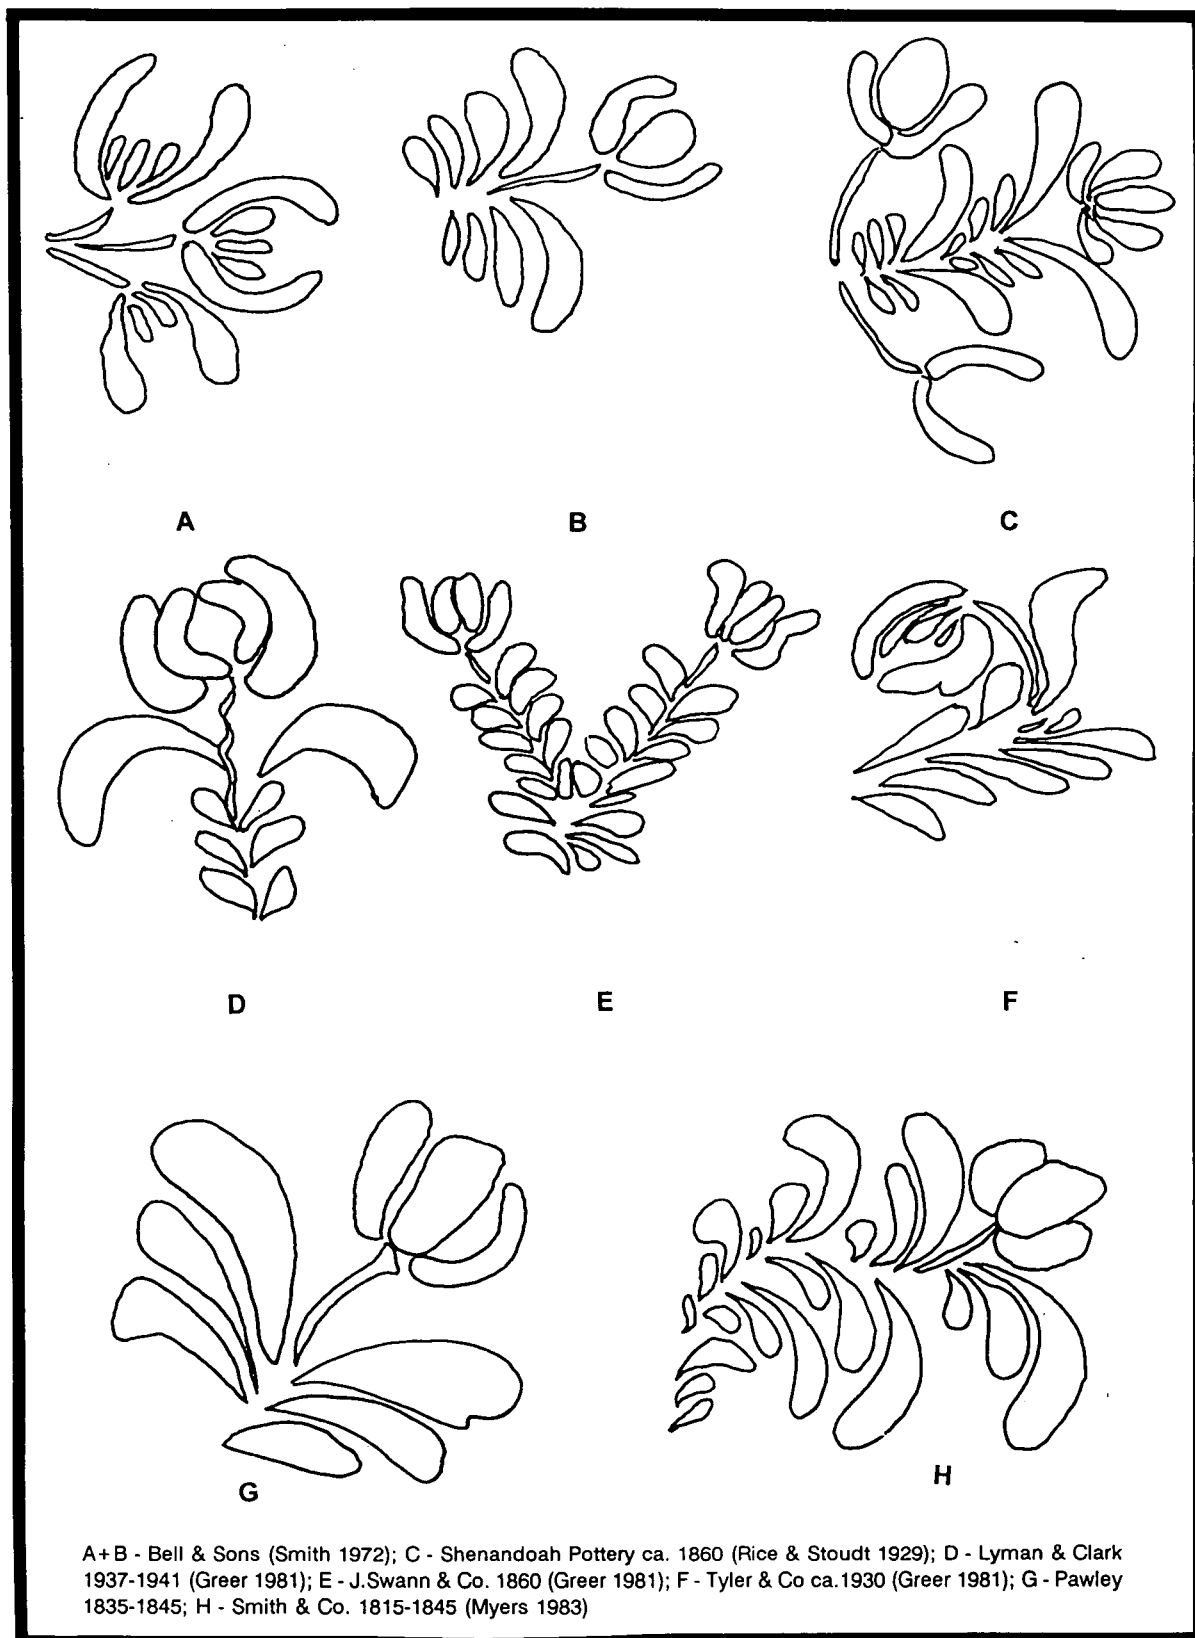 A B C
D E F
G
H
A+B - Bell & Sons (Smith 1972); C - Shenandoah Pottery ca. 1860 (Rice & Stoudt 1929); D - Lyman & Clark
1937-1941 (Greer 1981); E - J.Swann & Co. 1860 (Greer 1981); F - Tyler & Co ca.1930 (Greer 1981); G - Pawley
1835-1845; H - Smith & Co. 1815-1845 (Myers 1983)